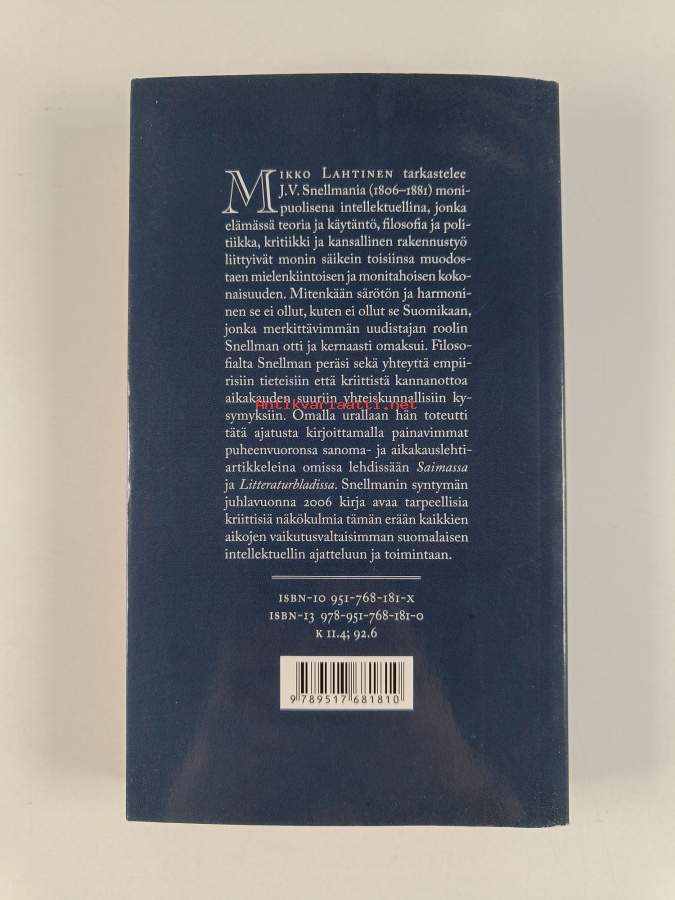 MIKKO LAHTINEN tarkastelee
J.V. Snellmania (1806–1881) moni-
puolisena intellektuellina, jonka
elämässä teoria ja käytäntö, filosofia ja poli-
tiikka, kritiikki ja kansallinen rakennustyö
liittyivät monin säikein toisiinsa muodos-
taen mielenkiintoisen ja monitahoisen koko-
naisuuden. Mitenkään särötön ja harmoni-
nen se ei ollut, kuten ei ollut se Suomikaan,
jonka merkittävimmän uudistajan roolin
Snellman otti ja kernaasti omaksui. Filoso-
fialta Snellman peräsi sekä yhteyttä empii-
risiin tieteisiin että kriittistä kannanottoa
aikakauden suuriin yhteiskunnallisiin ky-
Antikvariaatti.net
symyksiin. Omalla urallaan hän toteutti
tätä ajatusta kirjoittamalla painavimmat
puheenvuoronsa sanoma- ja aikakauslehti-
artikkeleina omissa lehdissään Saimassa
ja Litteraturbladissa. Snellmanin syntymän
juhlavuonna 2006 kirja avaa tarpeellisia
kriittisiä näkökulmia tämän erään kaikkien
aikojen vaikutusvaltaisimman suomalaisen
intellektuellin ajatteluun ja toimintaan.
ISBN-10 951-768-181-X
ISBN-13 978-951-768-181-0
K 11.4; 92.6
9 789517 681810